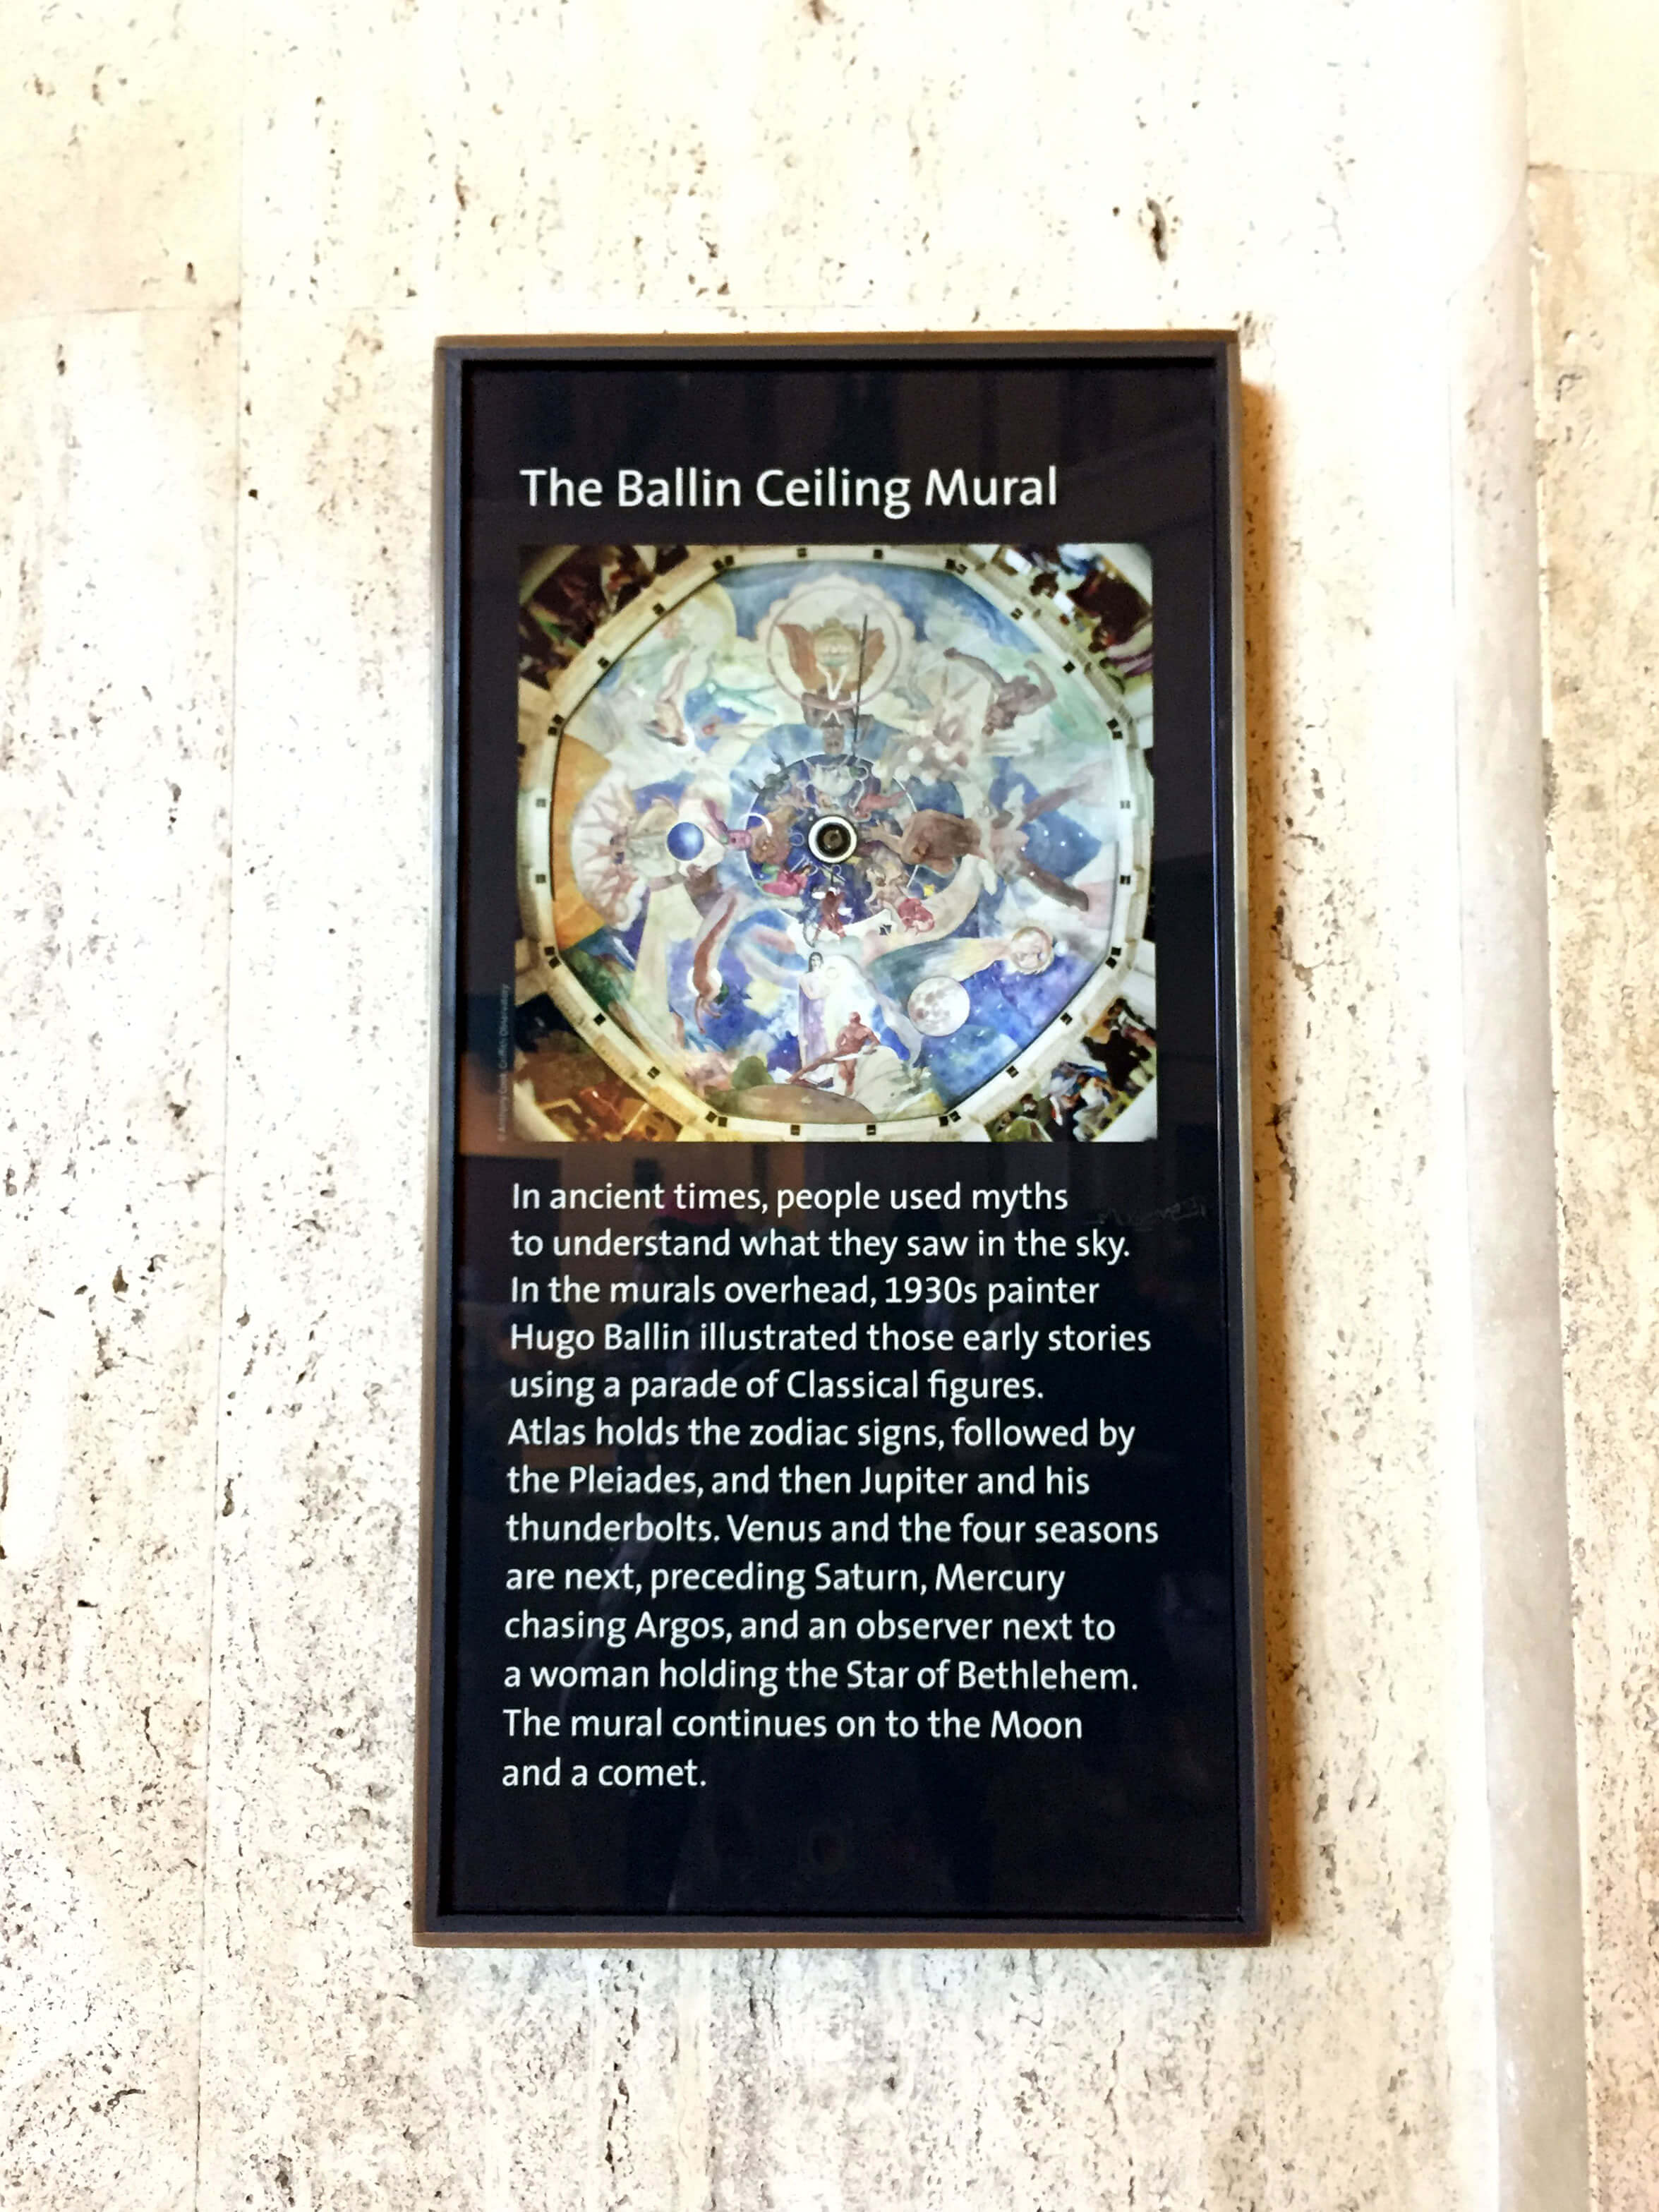 The Ballin Ceiling Mural
© Anthony Cook, Griffith Observatory
In ancient times, people used myths
to understand what they saw in the sky.
In the murals overhead, 1930s painter
Hugo Ballin illustrated those early stories
using a parade of Classical figures.
Atlas holds the zodiac signs, followed by
the Pleiades, and then Jupiter and his
thunderbolts. Venus and the four seasons
are next, preceding Saturn, Mercury
chasing Argos, and an observer next to
a woman holding the Star of Bethlehem.
The mural continues on to the Moon
and a comet.